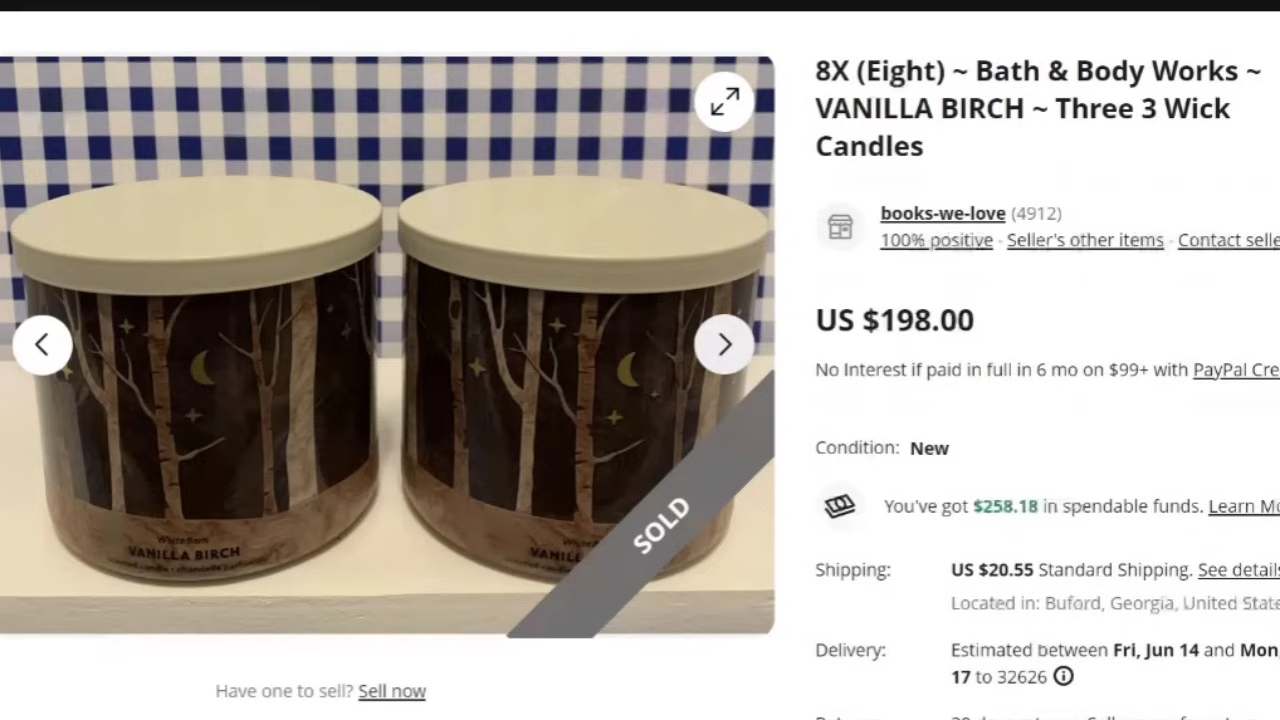 8X (Eight) ~ Bath & Body Works ~
VANILLA BIRCH ~ Three 3 Wick
Candles
books-we-love (4912)
100% positive · Seller's other items · Contact selle
US $198.00
No Interest if paid in full in 6 mo on $99+ with PayPal Cre
Condition: New
You've got $258.18 in spendable funds. Learn Mo
Shipping: US $20.55 Standard Shipping. See details
Located in: Buford, Georgia, United State
Delivery: Estimated between Fri, Jun 14 and Mon,
17 to 32626
White Barn
VANILLA BIRCH
VANILL
SOLD
Have one to sell? Sell now